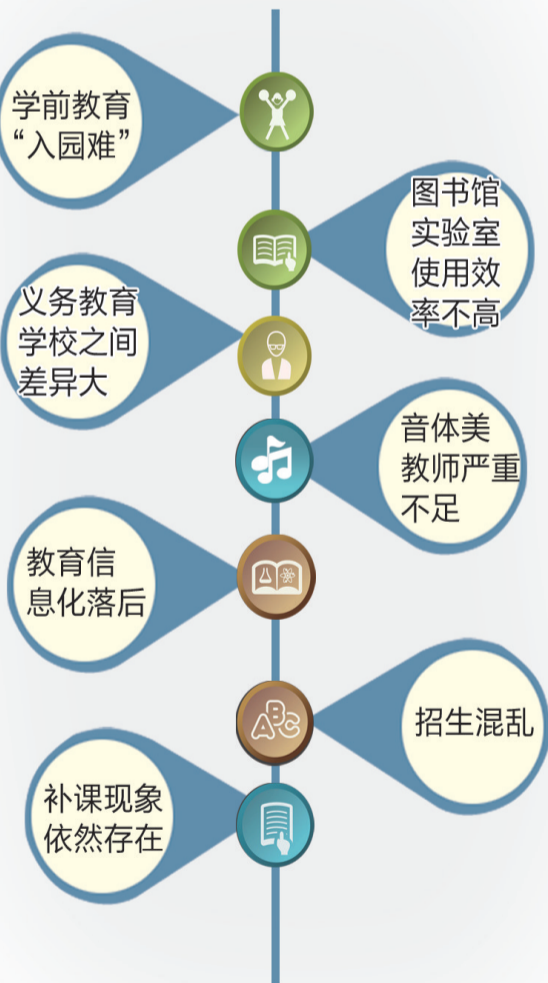 学前教育
“入园难”
图书馆
实验室
使用效
率不高
义务教育
学校之间
差异大
音体美
教师严重
不足
教育信
息化落后
ABC
招生混乱
补课现象
依然存在